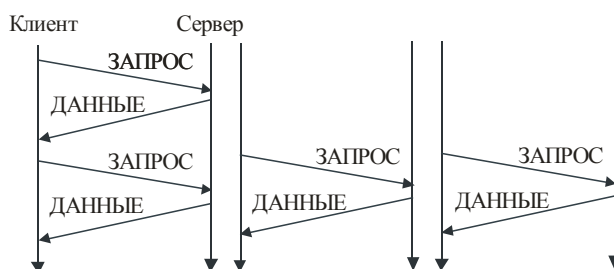 Клиент Сервер
ЗАПРОС
ДАННЫЕ
ЗАПРОС ЗАПРОС ЗАПРОС
ДАННЫЕ ДАННЫЕ ДАННЫЕ